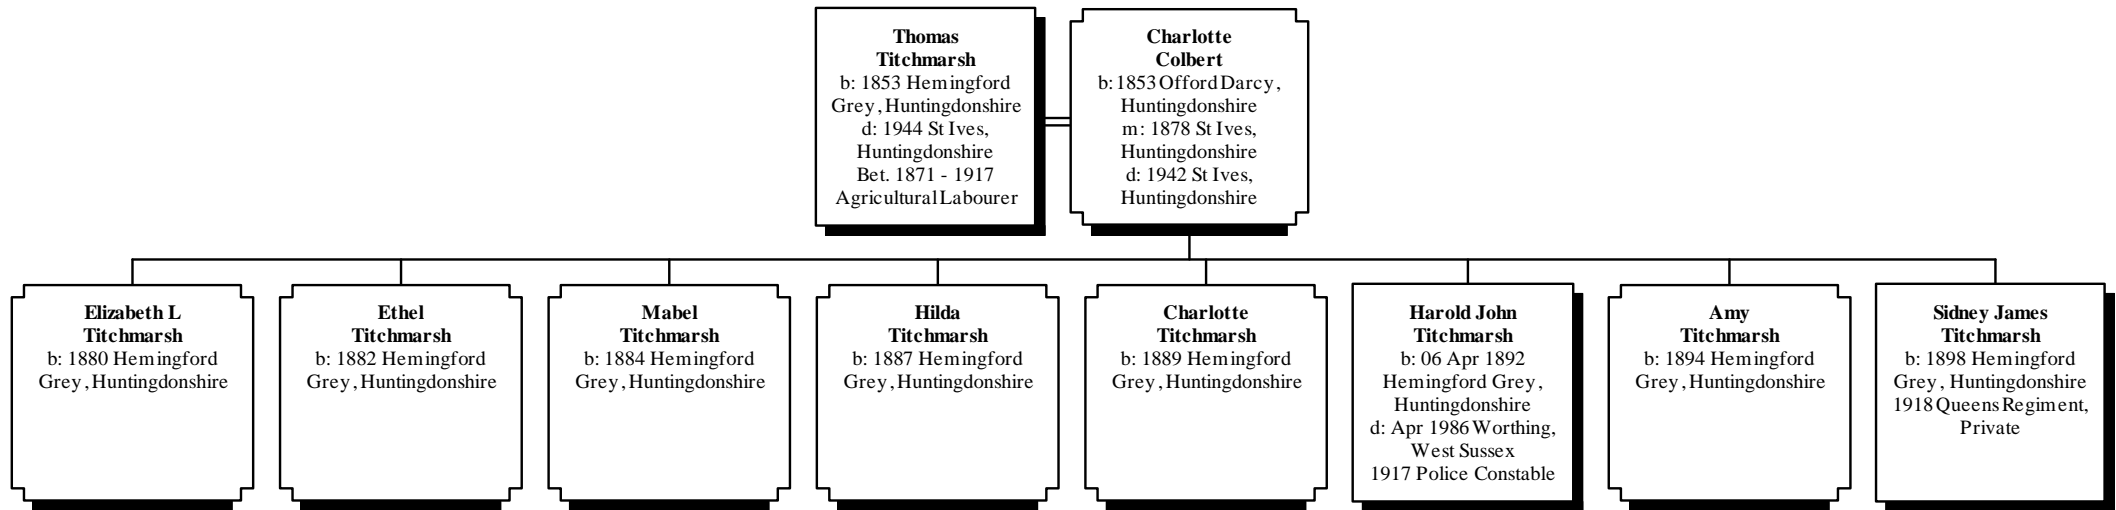 Thomas
Titchmarsh
b: 1853 Hemingford
Grey, Huntingdonshire
d: 1944 St Ives,
Huntingdonshire
Bet. 1871 - 1917
Agricultural Labourer
Charlotte
Colbert
b: 1853 Offord Darcy,
Huntingdonshire
m: 1878 St Ives,
Huntingdonshire
d: 1942 St Ives,
Huntingdonshire
Elizabeth L
Titchmarsh
b: 1880 Hemingford
Grey, Huntingdonshire
Ethel
Titchmarsh
b: 1882 Hemingford
Grey, Huntingdonshire
Mabel
Titchmarsh
b: 1884 Hemingford
Grey, Huntingdonshire
Hilda
Titchmarsh
b: 1887 Hemingford
Grey, Huntingdonshire
Charlotte
Titchmarsh
b: 1889 Hemingford
Grey, Huntingdonshire
Harold John
Titchmarsh
b: 06 Apr 1892
Hemingford Grey,
Huntingdonshire
d: Apr 1986 Worthing,
West Sussex
1917 Police Constable
Amy
Titchmarsh
b: 1894 Hemingford
Grey, Huntingdonshire
Sidney James
Titchmarsh
b: 1898 Hemingford
Grey, Huntingdonshire
1918 Queens Regiment,
Private